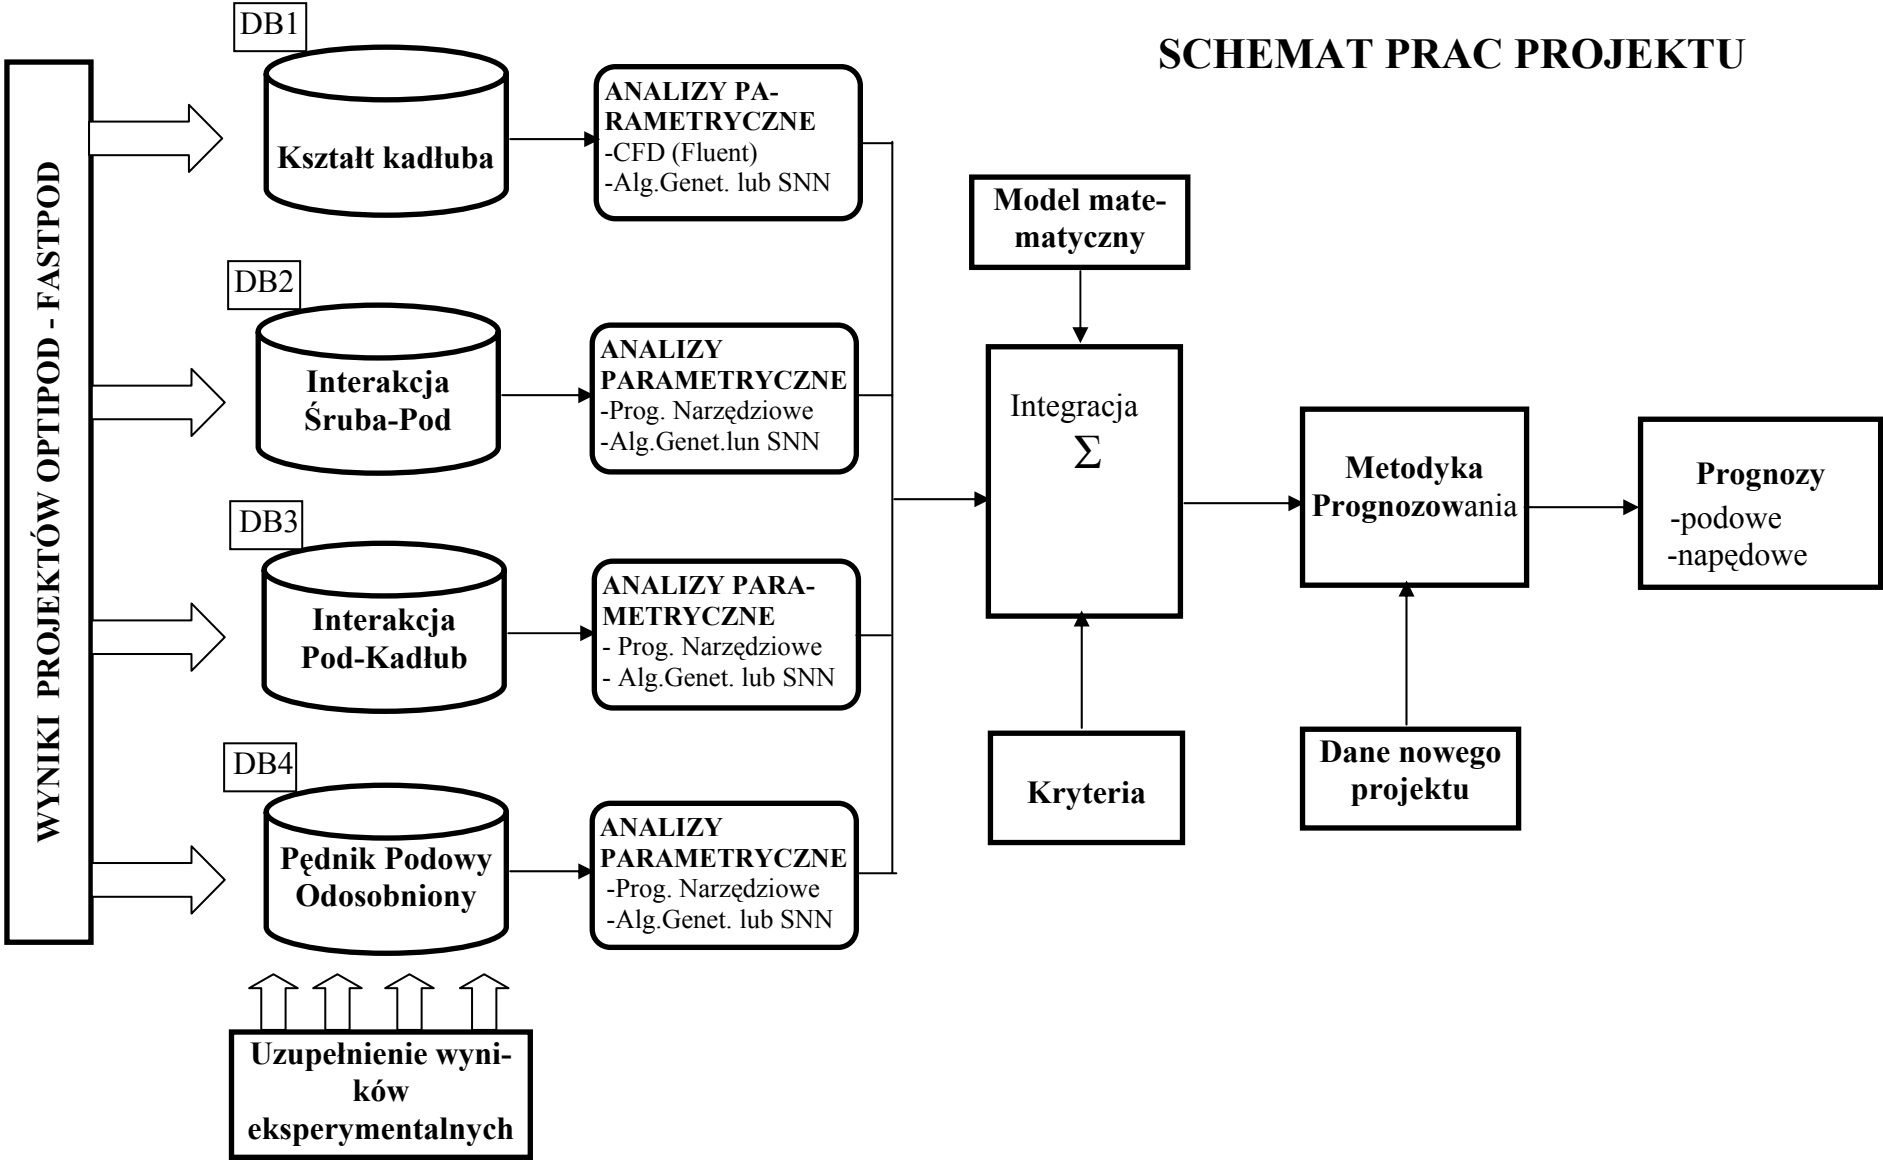 SCHEMAT PRAC PROJEKTU
WYNIKI PROJEKTÓW OPTIPOD - FASTPOD
DB1
Kształt kadłuba
ANALIZY PA-
RAMETRYCZNE
-CFD (Fluent)
-Alg.Genet. lub SNN
DB2
Interakcja
Śruba-Pod
ANALIZY
PARAMETRYCZNE
-Prog. Narzędziowe
-Alg.Genet.lun SNN
DB3
Interakcja
Pod-Kadłub
ANALIZY PARA-
METRYCZNE
- Prog. Narzędziowe
- Alg.Genet. lub SNN
DB4
Pędnik Podowy
Odosobniony
ANALIZY
PARAMETRYCZNE
-Prog. Narzędziowe
-Alg.Genet. lub SNN
Uzupełnienie wyni-
ków
eksperymentalnych
Model mate-
matyczny
Integracja
Σ
Kryteria
Metodyka
Prognozowania
Dane nowego
projektu
Prognozy
-podowe
-napędowe